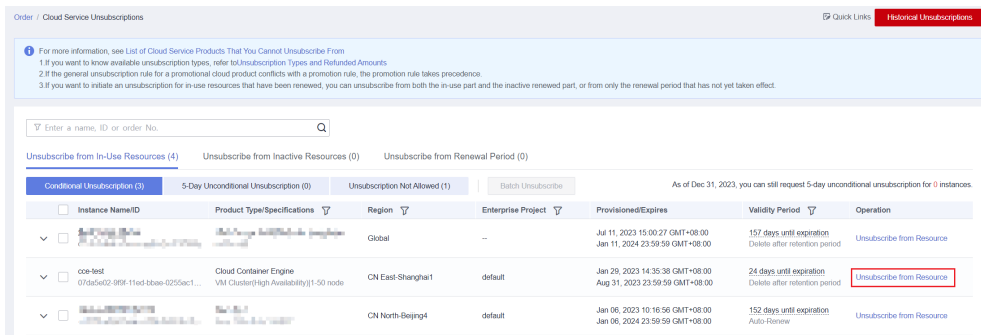 Order / Cloud Service Unsubscriptions
Quick Links
Historical Unsubscriptions
For more information, see List of Cloud Service Products That You Cannot Unsubscribe From
1.If you want to know available unsubscription types, refer toUnsubscription Types and Refunded Amounts
2.If the general unsubscription rule for a promotional cloud product conflicts with a promotion rule, the promotion rule takes precedence.
3.If you want to initiate an unsubscription for in-use resources that have been renewed, you can unsubscribe from both the in-use part and the inactive renewed part, or from only the renewal period that has not yet taken effect.
Enter a name, ID or order No.
Unsubscribe from In-Use Resources (4) Unsubscribe from Inactive Resources (0) Unsubscribe from Renewal Period (0)
Conditional Unsubscription (3) 5-Day Unconditional Unsubscription (0) Unsubscription Not Allowed (1) Batch Unsubscribe As of Dec 31, 2023, you can still request 5-day unconditional unsubscription for 0 instances.
Instance Name/ID Product Type/Specifications Region Enterprise Project Provisioned/Expires Validity Period Operation
Global -- Jul 11, 2023 15:00:27 GMT+08:00 157 days until expiration Unsubscribe from Resource
Jan 11, 2024 23:59:59 GMT+08:00 Delete after retention period
cce-test Cloud Container Engine CN East-Shanghai1 default Jan 29, 2023 14:35:38 GMT+08:00 24 days until expiration Unsubscribe from Resource
07da5e02-9f9f-11ed-bbae-0255ac1... VM Cluster(High Availability)|1-50 node Aug 31, 2023 23:59:59 GMT+08:00 Delete after retention period
CN North-Beijing4 default Jan 06, 2023 10:16:56 GMT+08:00 152 days until expiration Unsubscribe from Resource
Jan 06, 2024 23:59:59 GMT+08:00 Auto-Renew